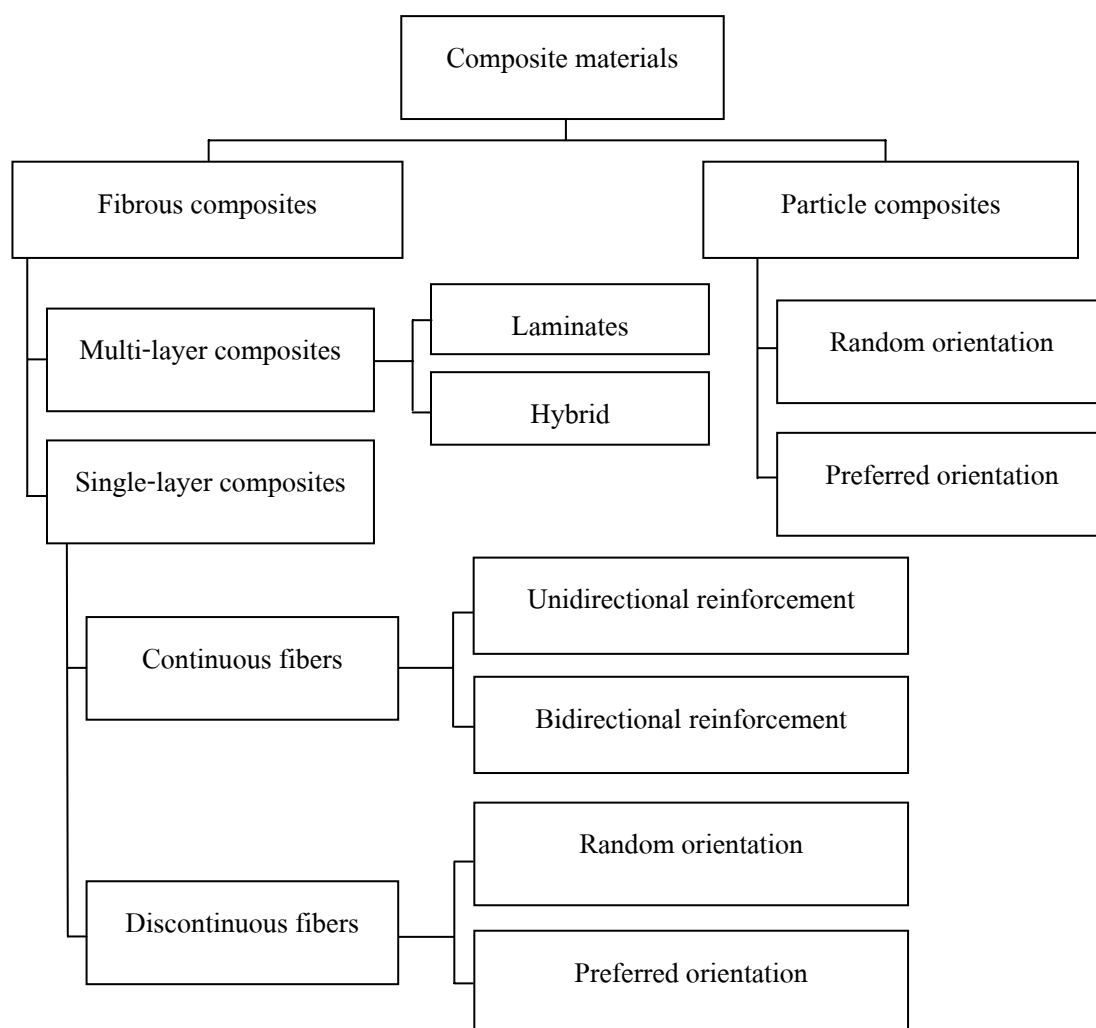 Composite materials
Fibrous composites
Particle composites
Multi-layer composites
Laminates
Hybrid
Random orientation
Preferred orientation
Single-layer composites
Continuous fibers
Unidirectional reinforcement
Bidirectional reinforcement
Discontinuous fibers
Random orientation
Preferred orientation